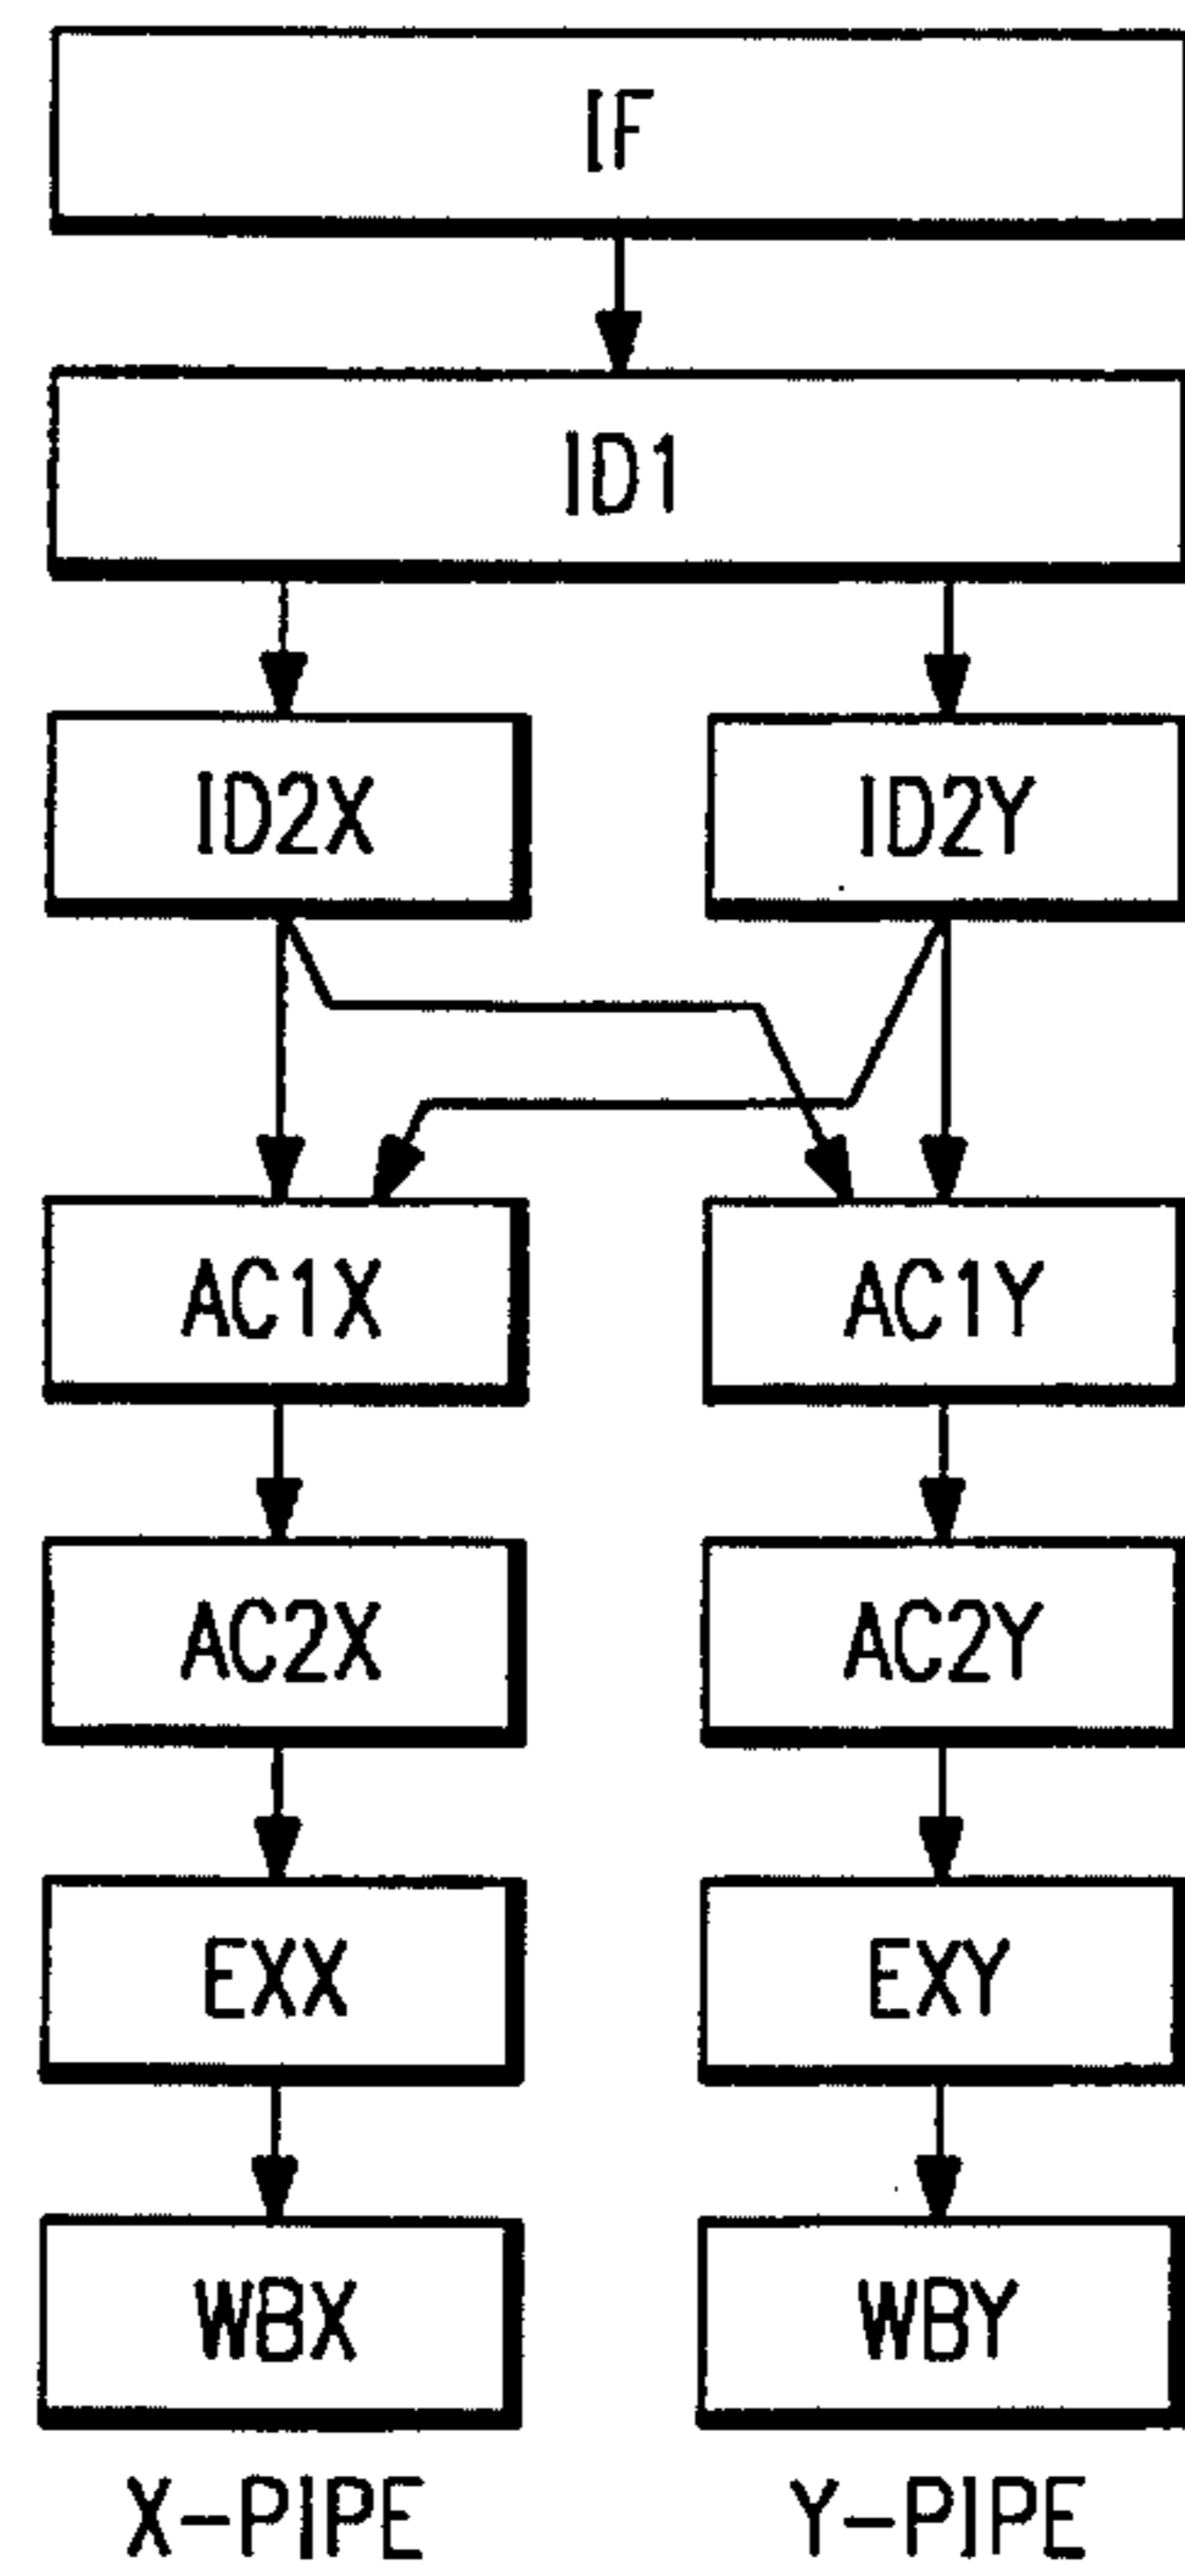 IF
ID1
ID2X ID2Y
AC1X AC1Y
AC2X AC2Y
EXX EXY
WBX WBY
X-PIPE Y-PIPE